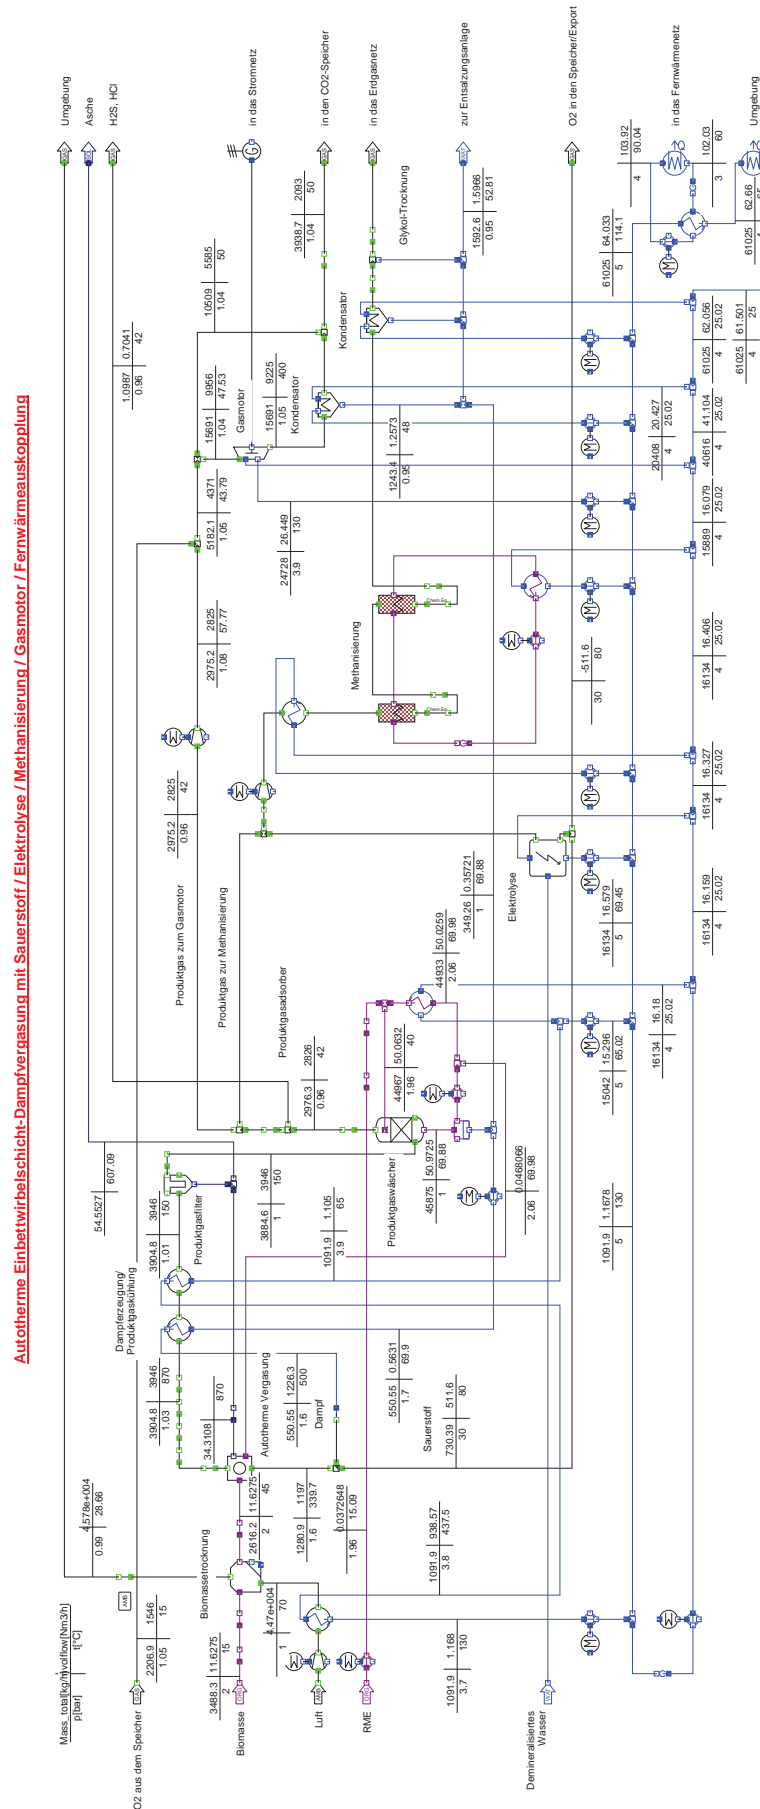 Autotherme Einbettwirbelschicht-Dampfvergasung mit Sauerstoff / Elektrolyse / Methanisierung / Gasmotor / Fernwärmeauskopplung
Umgebung
Asche
H2S, HCl
in das Stromnetz
in den CO2-Speicher
in das Erdgasnetz
zur Entsalzungsanlage
O2 in den Speicher/Export
in das Fernwärmenetz
Umgebung
p[bar] t[°C]
O2 aus dem Speicher
2206.9 1546
1.05 15
AMB
4.578e+004
0.99 28.66
Biomasse
3488.3 11.6275
2 15
Biomassetrocknung
Luft
4.47e+004
1 70
RME
0.0372648
1.96 15.09
Demineralisiertes
Wasser
1091.9 1.168
3.7 130
1091.9 938.57
3.8 437.5
2616.2 11.6275
2 45
Autotherme Vergasung
1280.9 1197
1.6 339.7
34.3108
870
3904.8 3946
1.03 870
550.55 1226.3
1.6 500
Dampf
Sauerstoff
730.39 511.6
30 80
550.55 0.5631
1.7 69.9
Dampferzeugung/
Produktgaskühlung
3904.8 3946
1.01 150
Produktgasfilter
54.5527
607.09
3884.6 3946
1 150
1091.9 1.105
3.9 65
1091.9 1.1678
5 130
Produktgaswäscher
45875 50.9725
1 69.88
0.0468066
2.06 69.98
44967 50.0632
1.96 40
44933 50.0259
2.06 69.98
349.26 0.35721
1 69.88
Produktgasadsorber
2976.3 2826
0.96 42
Produktgas zum Gasmotor
Produktgas zur Methanisierung
2975.2 2825
0.96 42
2975.2 2825
1.08 57.77
Elektrolyse
-511.6
30 80
15042 15.296
5 65.02
16134 16.18
4 25.02
16134 16.579
5 69.45
16134 16.159
4 25.02
16134 16.327
4 25.02
16134 16.406
4 25.02
Methanisierung
Chem.Eq.
Chem.Eq.
5182.1 4371
1.05 43.79
15691 9956
1.04 47.53
Gasmotor
G
15691 9225
1.05 400
Kondensator
24728 26.449
3.9 130
1243.4 1.2573
0.95 48
10509 5585
1.04 50
3938.7 2093
1.04 50
1.0987 0.7041
0.96 42
Kondensator
Glykol-Trocknung
1592.6 1.5966
0.95 52.81
20408 20.427
4 25.02
15889 16.079
4 25.02
40616 41.104
4 25.02
61025 62.056
4 25.02
61025 61.501
4 25
61025 64.033
5 114.1
103.92
4 90.04
102.03
3 60
61025 62.66